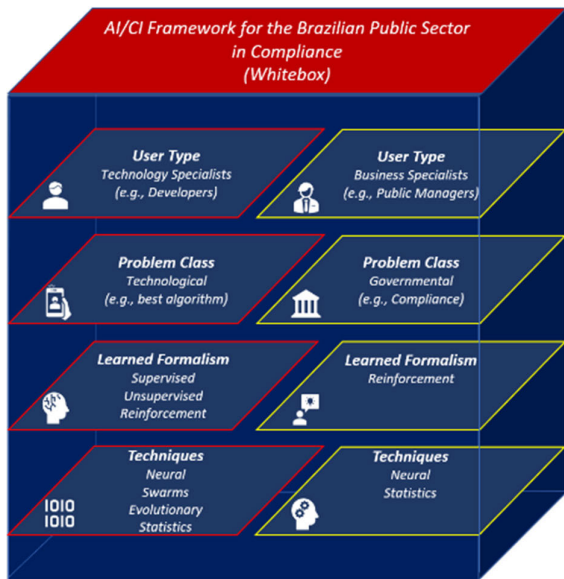 AI/CI Framework for the Brazilian Public Sector
in Compliance
(Whitebox)
User Type
Technology Specialists
(e.g., Developers)
User Type
Business Specialists
(e.g., Public Managers)
Problem Class
Technological
(e.g., best algorithm)
Problem Class
Governmental
(e.g., Compliance)
Learned Formalism
Supervised
Unsupervised
Reinforcement
Learned Formalism
Reinforcement
Techniques
Neural
Swarms
Evolutionary
Statistics
1010
1010
Techniques
Neural
Statistics